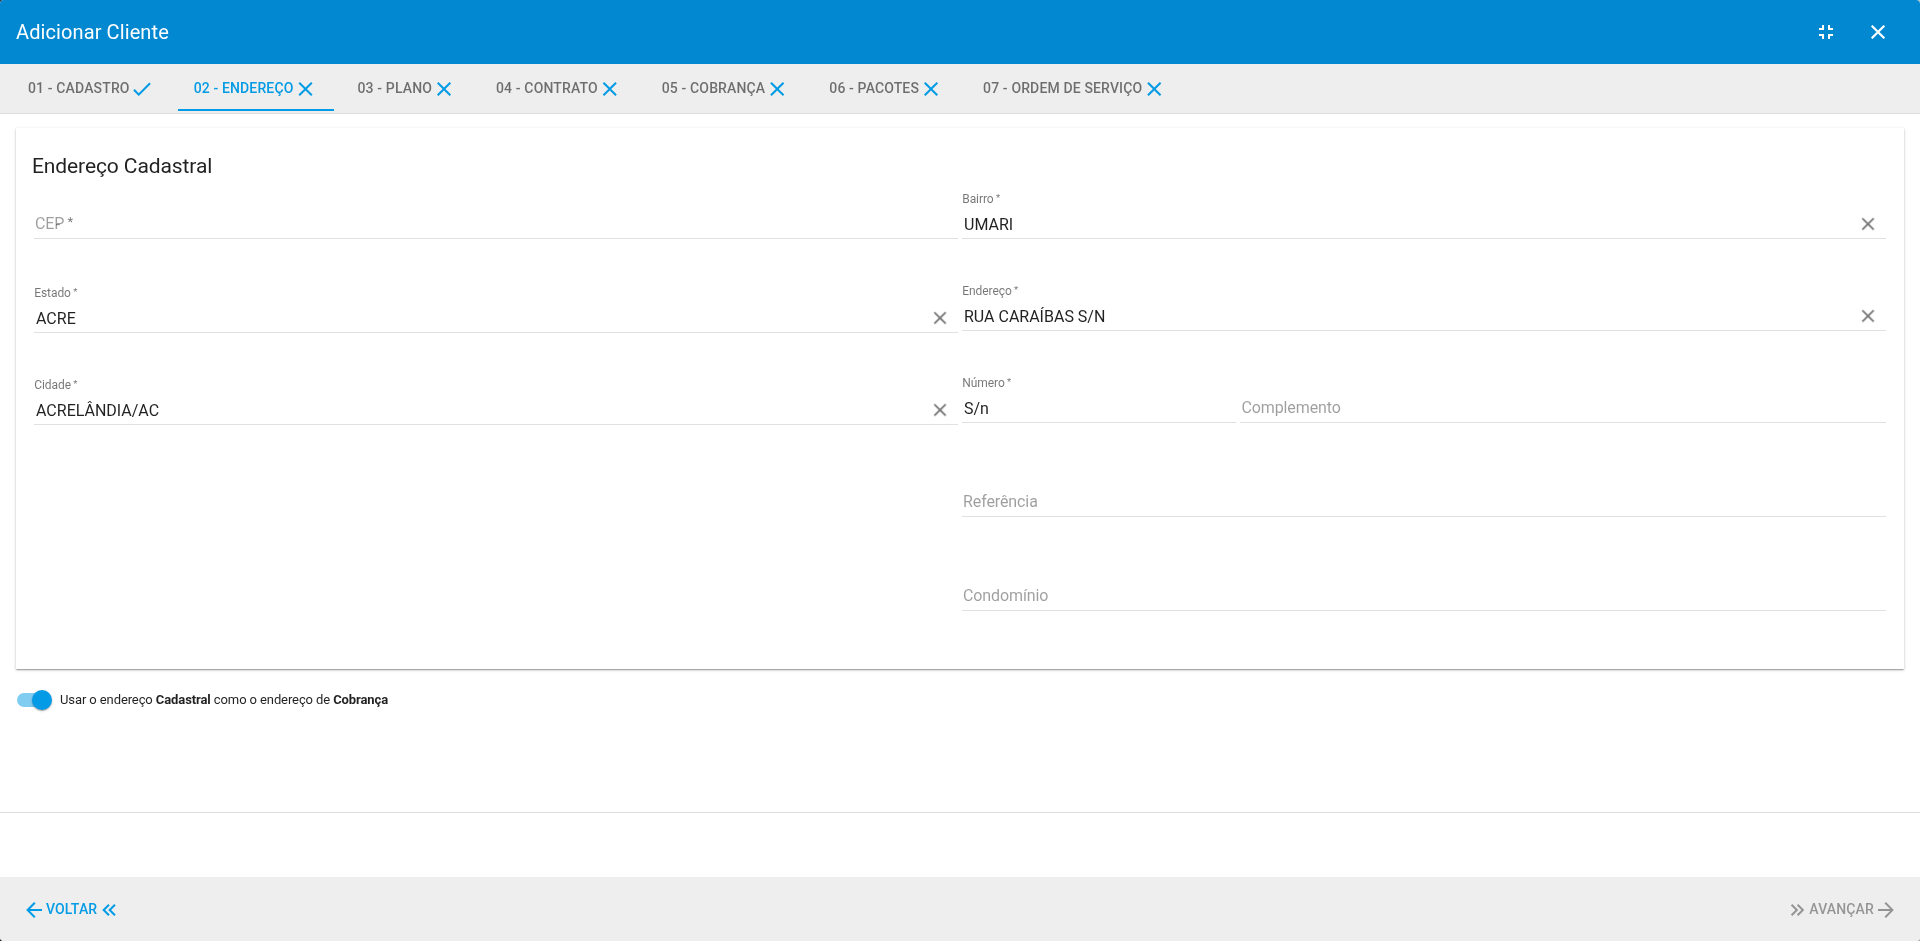 Adicionar Cliente
01 - CADASTRO
02 - ENDEREÇO
03 - PLANO
04 - CONTRATO
05 - COBRANÇA
06 - PACOTES
07 - ORDEM DE SERVIÇO
Endereço Cadastral
CEP *
Bairro *
UMARI
Estado *
ACRE
Endereço *
RUA CARAÍBAS S/N
Cidade *
ACRELÂNDIA/AC
Número *
S/n
Complemento
Referência
Condomínio
Usar o endereço Cadastral como o endereço de Cobrança
VOLTAR
AVANÇAR